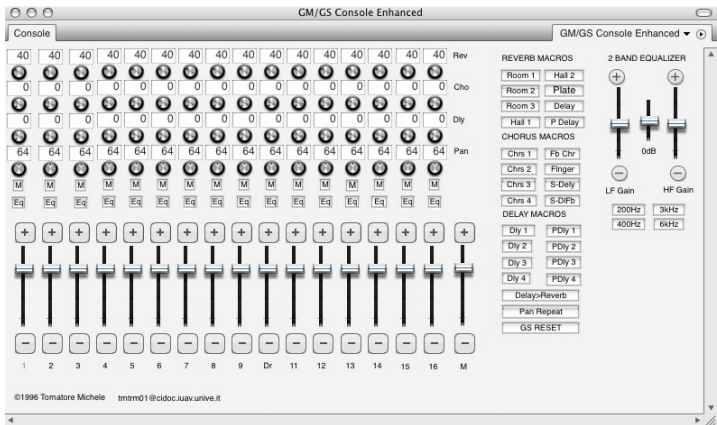 GM/GS Console Enhanced
Console
GM/GS Console Enhanced
40 40 40 40 40 40 40 40 40 40 40 40 40 40 40 40 Rev
0 0 0 0 0 0 0 0 0 0 0 0 0 0 0 0 Cho
0 0 0 0 0 0 0 0 0 0 0 0 0 0 0 0 Dly
64 64 64 64 64 64 64 64 64 64 64 64 64 64 64 64 Pan
M M M M M M M M M M M M M M M M
Eq Eq Eq Eq Eq Eq Eq Eq Eq Eq Eq Eq Eq Eq Eq Eq
1 2 3 4 5 6 7 8 9 Dr 11 12 13 14 15 16 M
©1996 Tornatore Michele tmtrm01@cidoc.iuav.unive.it
REVERB MACROS
Room 1 Hall 2
Room 2 Plate
Room 3 Delay
Hall 1 P Delay
CHORUS MACROS
Chrs 1 Fb Chr
Chrs 2 Flnger
Chrs 3 S-Dely
Chrs 4 S-DlFb
DELAY MACROS
Dly 1 PDly 1
Dly 2 PDly 2
Dly 3 PDly 3
Dly 4 PDly 4
Delay>Reverb
Pan Repeat
GS RESET
2 BAND EQUALIZER
0dB
LF Gain HF Gain
200Hz 3kHz
400Hz 6kHz